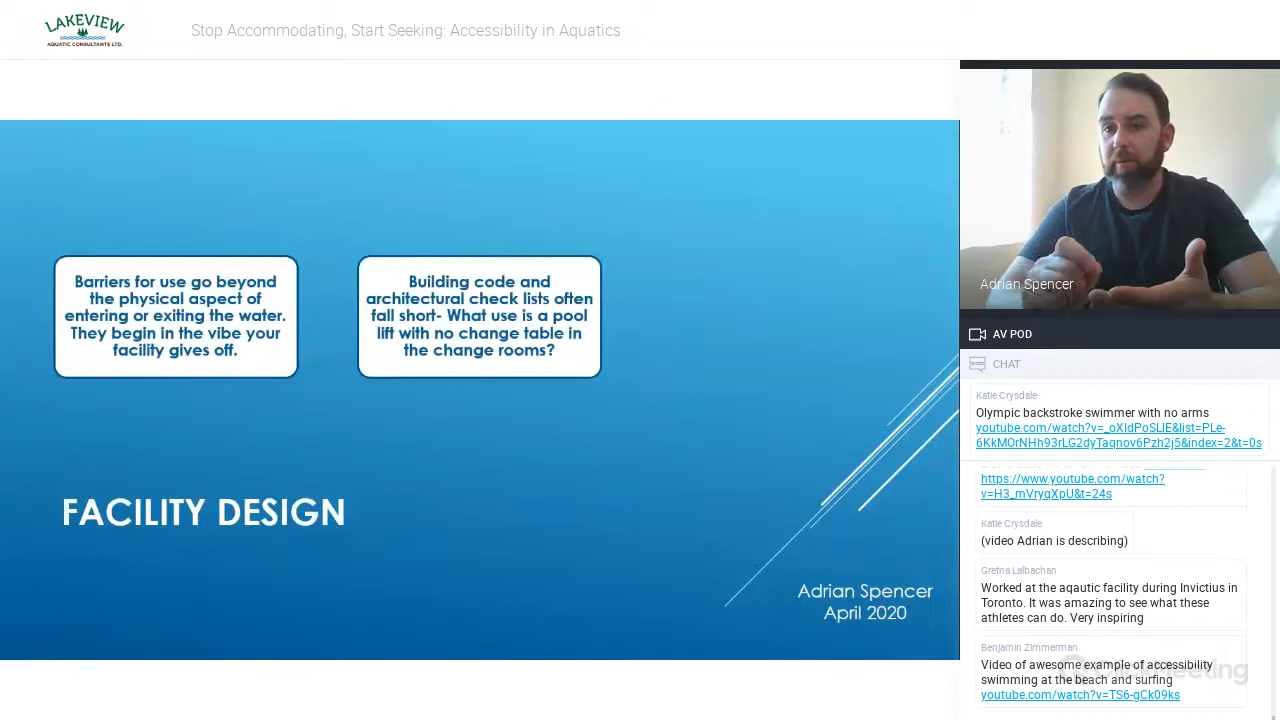 LAKEVIEW
AQUATIC CONSULTANTS LTD.
Stop Accommodating, Start Seeking: Accessibility in Aquatics
Barriers for use go beyond
the physical aspect of
entering or exiting the water.
They begin in the vibe your
facility gives off.
Building code and
architectural check lists often
fall short- What use is a pool
lift with no change table in
the change rooms?
FACILITY DESIGN
Adrian Spencer
April 2020
Adrian Spencer
AV POD
CHAT
Katie Crysdale
Olympic backstroke swimmer with no arms
youtube.com/watch?v=_oXIdPoSLlE&list=PLe-
6KkMOrNHh93rLG2dyTaqnov6Pzh2j5&index=2&t=0s
https://www.youtube.com/watch?
v=H3_mVryqXpU&t=24s
Katie Crysdale
(video Adrian is describing)
Gretna Lalbachan
Worked at the aqautic facility during Invictius in
Toronto. It was amazing to see what these
athletes can do. Very inspiring
Benjamin Zimmerman
Video of awesome example of accessibility
swimming at the beach and surfing
youtube.com/watch?v=TS6-gCk09ks
ClickMeeting